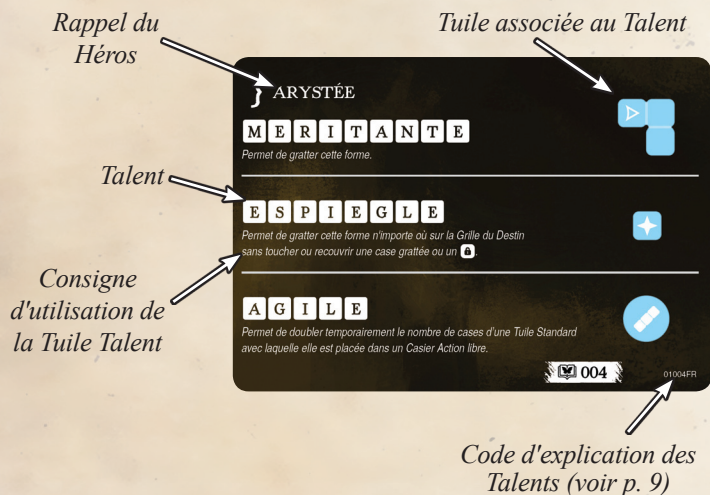 Rappel du
Héros
Tuile associée au Talent
ARYSTÉE
MERITANTE
Permet de gratter cette forme.
Talent
ESPIEGLE
Permet de gratter cette forme n'importe où sur la Grille du Destin
sans toucher ou recouvrir une case grattée ou un .
Consigne
d'utilisation de
la Tuile Talent
AGILE
Permet de doubler temporairement le nombre de cases d'une Tuile Standard
avec laquelle elle est placée dans un Casier Action libre.
004
01004FR
Code d'explication des
Talents (voir p. 9)